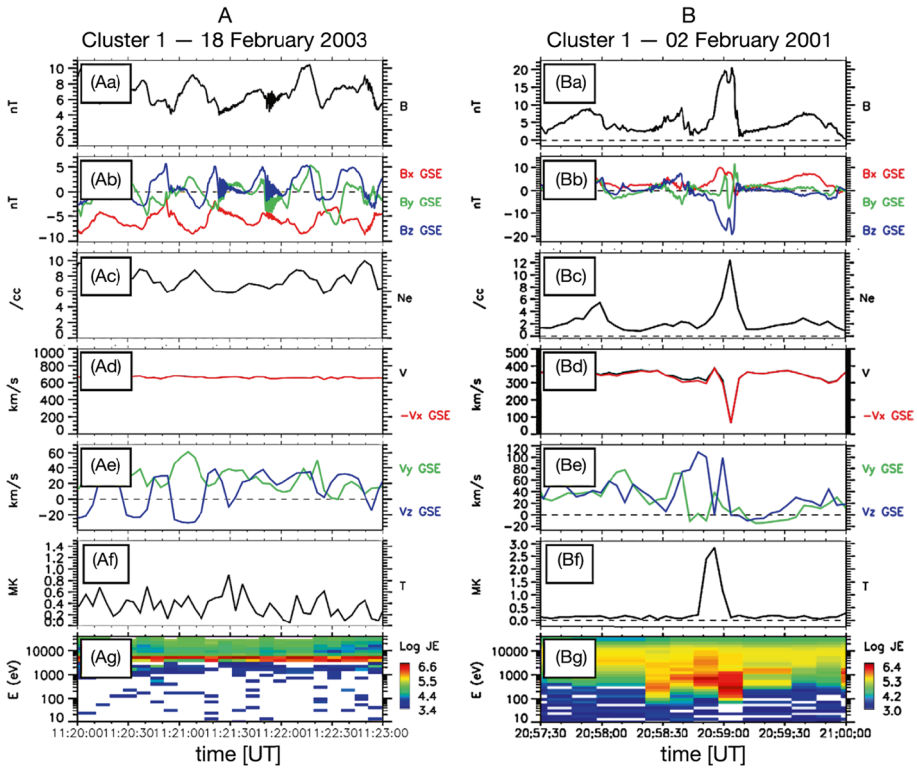 A
Cluster 1 — 18 February 2003
(Aa)
10
8
6
4
2
0
nT
B
(Ab)
5
0
−5
−10
nT
Bx GSE
By GSE
Bz GSE
(Ac)
10
8
6
4
2
0
/cc
Ne
(Ad)
1000
800
600
400
200
0
km/s
V
−Vx GSE
(Ae)
60
40
20
0
−20
km/s
Vy GSE
Vz GSE
(Af)
1.4
1.2
1.0
0.8
0.6
0.4
0.2
0.0
MK
T
(Ag)
10000
1000
100
10
E (eV)
Log JE
6.6
5.5
4.4
3.4
11:20:00 11:20:30 11:21:00 11:21:30 11:22:00 11:22:30 11:23:00
time [UT]
B
Cluster 1 — 02 February 2001
(Ba)
20
15
10
5
0
nT
B
(Bb)
10
0
−10
−20
nT
Bx GSE
By GSE
Bz GSE
(Bc)
12
10
8
6
4
2
0
/cc
Ne
(Bd)
500
400
300
200
100
0
km/s
V
−Vx GSE
(Be)
120
100
80
60
40
20
0
−20
km/s
Vy GSE
Vz GSE
(Bf)
3.0
2.5
2.0
1.5
1.0
0.5
0.0
MK
T
(Bg)
10000
1000
100
10
E (eV)
Log JE
6.4
5.3
4.2
3.0
20:57:30 20:58:00 20:58:30 20:59:00 20:59:30 21:00:00
time [UT]